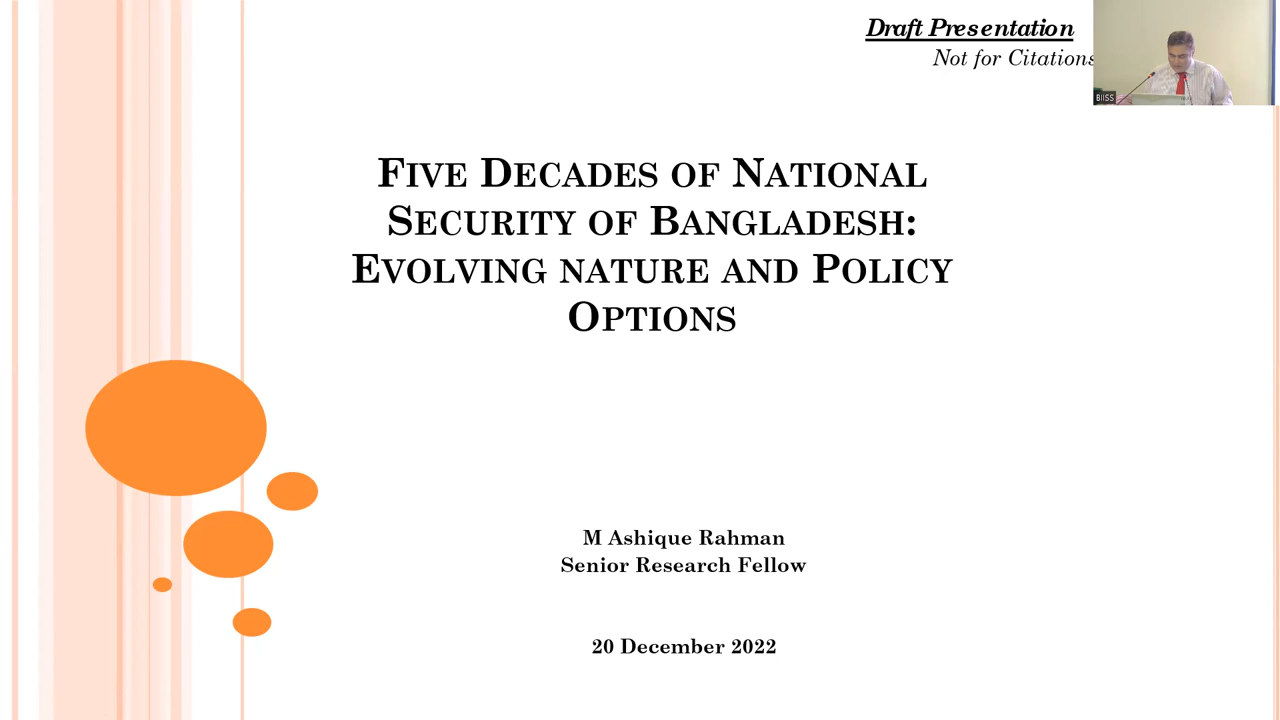 Draft Presentation
Not for Citations
BIISS
FIVE DECADES OF NATIONAL
SECURITY OF BANGLADESH:
EVOLVING NATURE AND POLICY
OPTIONS
M Ashique Rahman
Senior Research Fellow
20 December 2022